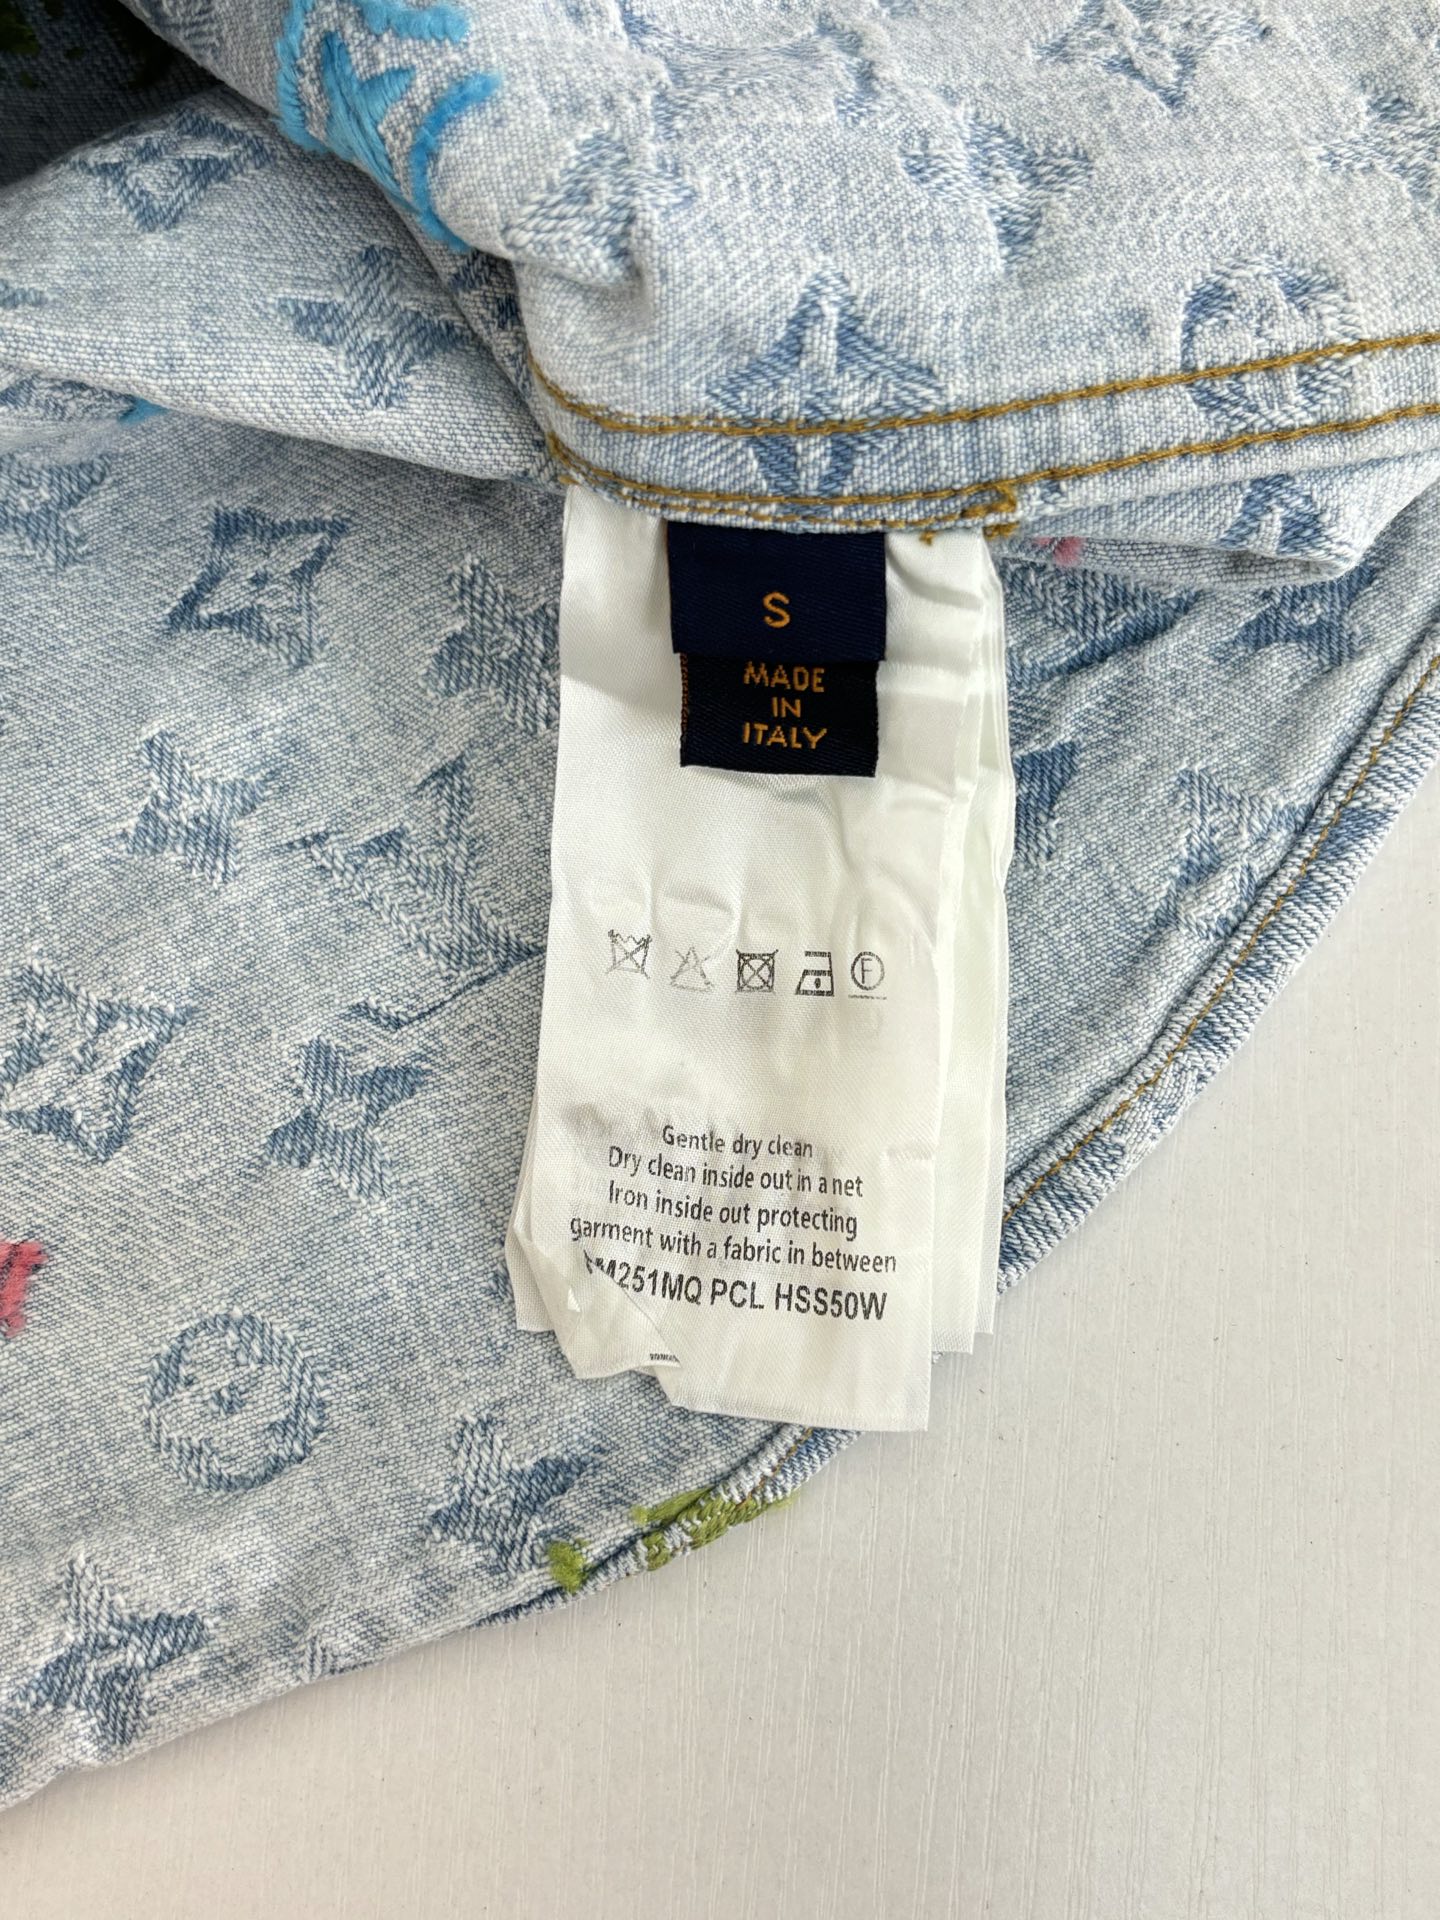 S
MADE
IN
ITALY
F
Gentle dry clean
Dry clean inside out in a net
Iron inside out protecting
garment with a fabric in between
PCL HSS50W